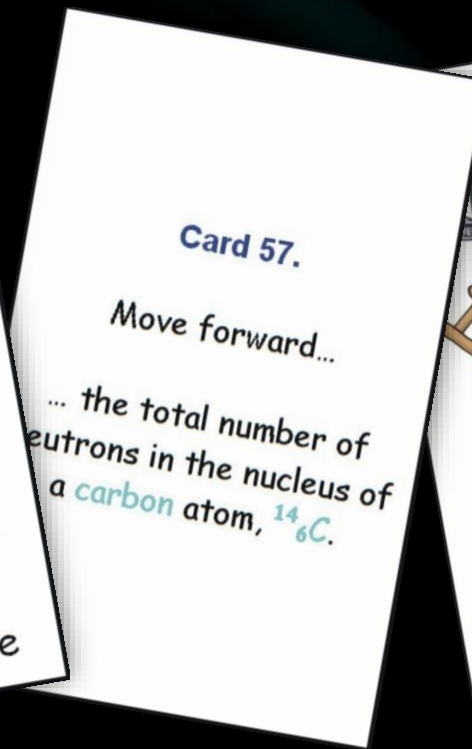 Card 57.
Move forward...
... the total number of
eutrons in the nucleus of
a carbon atom, ¹⁴₆C.
e